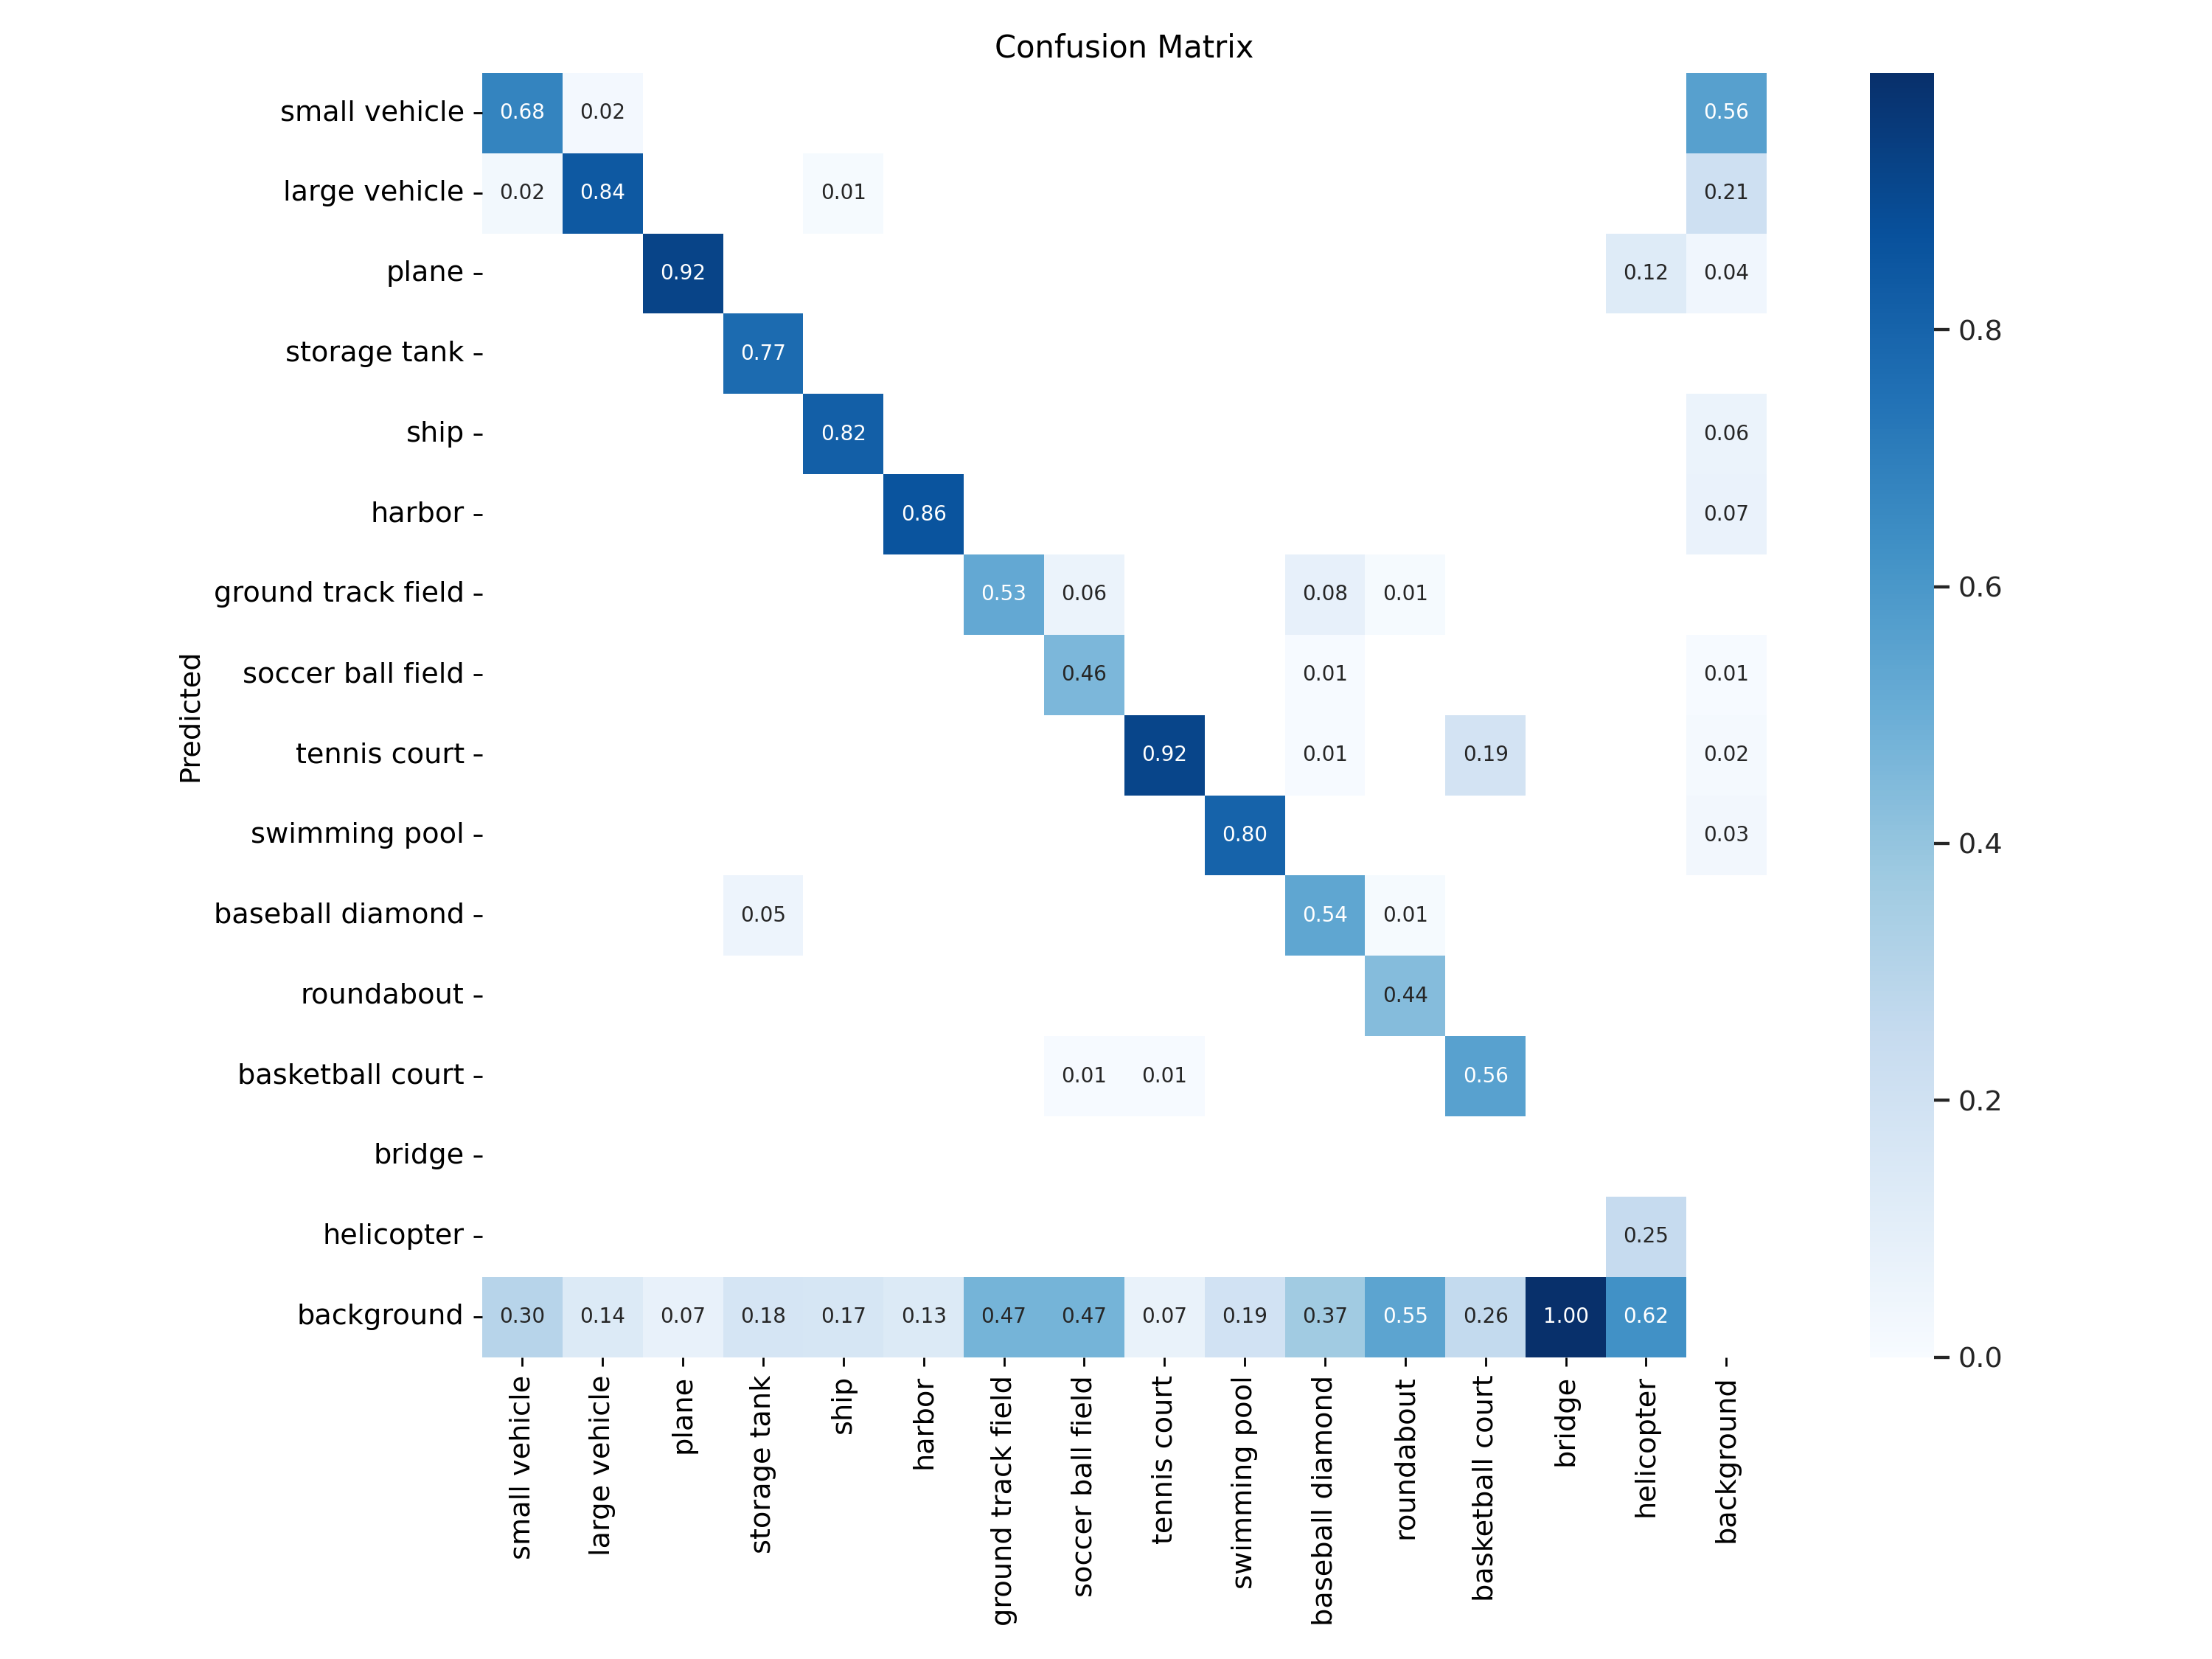 Confusion Matrix
small vehicle 0.68 0.02 0.56
large vehicle 0.02 0.84 0.01 0.21
plane 0.92 0.12 0.04
storage tank 0.77
ship 0.82 0.06
harbor 0.86 0.07
ground track field 0.53 0.06 0.08 0.01
soccer ball field 0.46 0.01 0.01
tennis court 0.92 0.01 0.19 0.02
swimming pool 0.80 0.03
baseball diamond 0.05 0.54 0.01
roundabout 0.44
basketball court 0.01 0.01 0.56
bridge
helicopter 0.25
background 0.30 0.14 0.07 0.18 0.17 0.13 0.47 0.47 0.07 0.19 0.37 0.55 0.26 1.00 0.62
Predicted
small vehicle
large vehicle
plane
storage tank
ship
harbor
ground track field
soccer ball field
tennis court
swimming pool
baseball diamond
roundabout
basketball court
bridge
helicopter
background
0.8
0.6
0.4
0.2
0.0